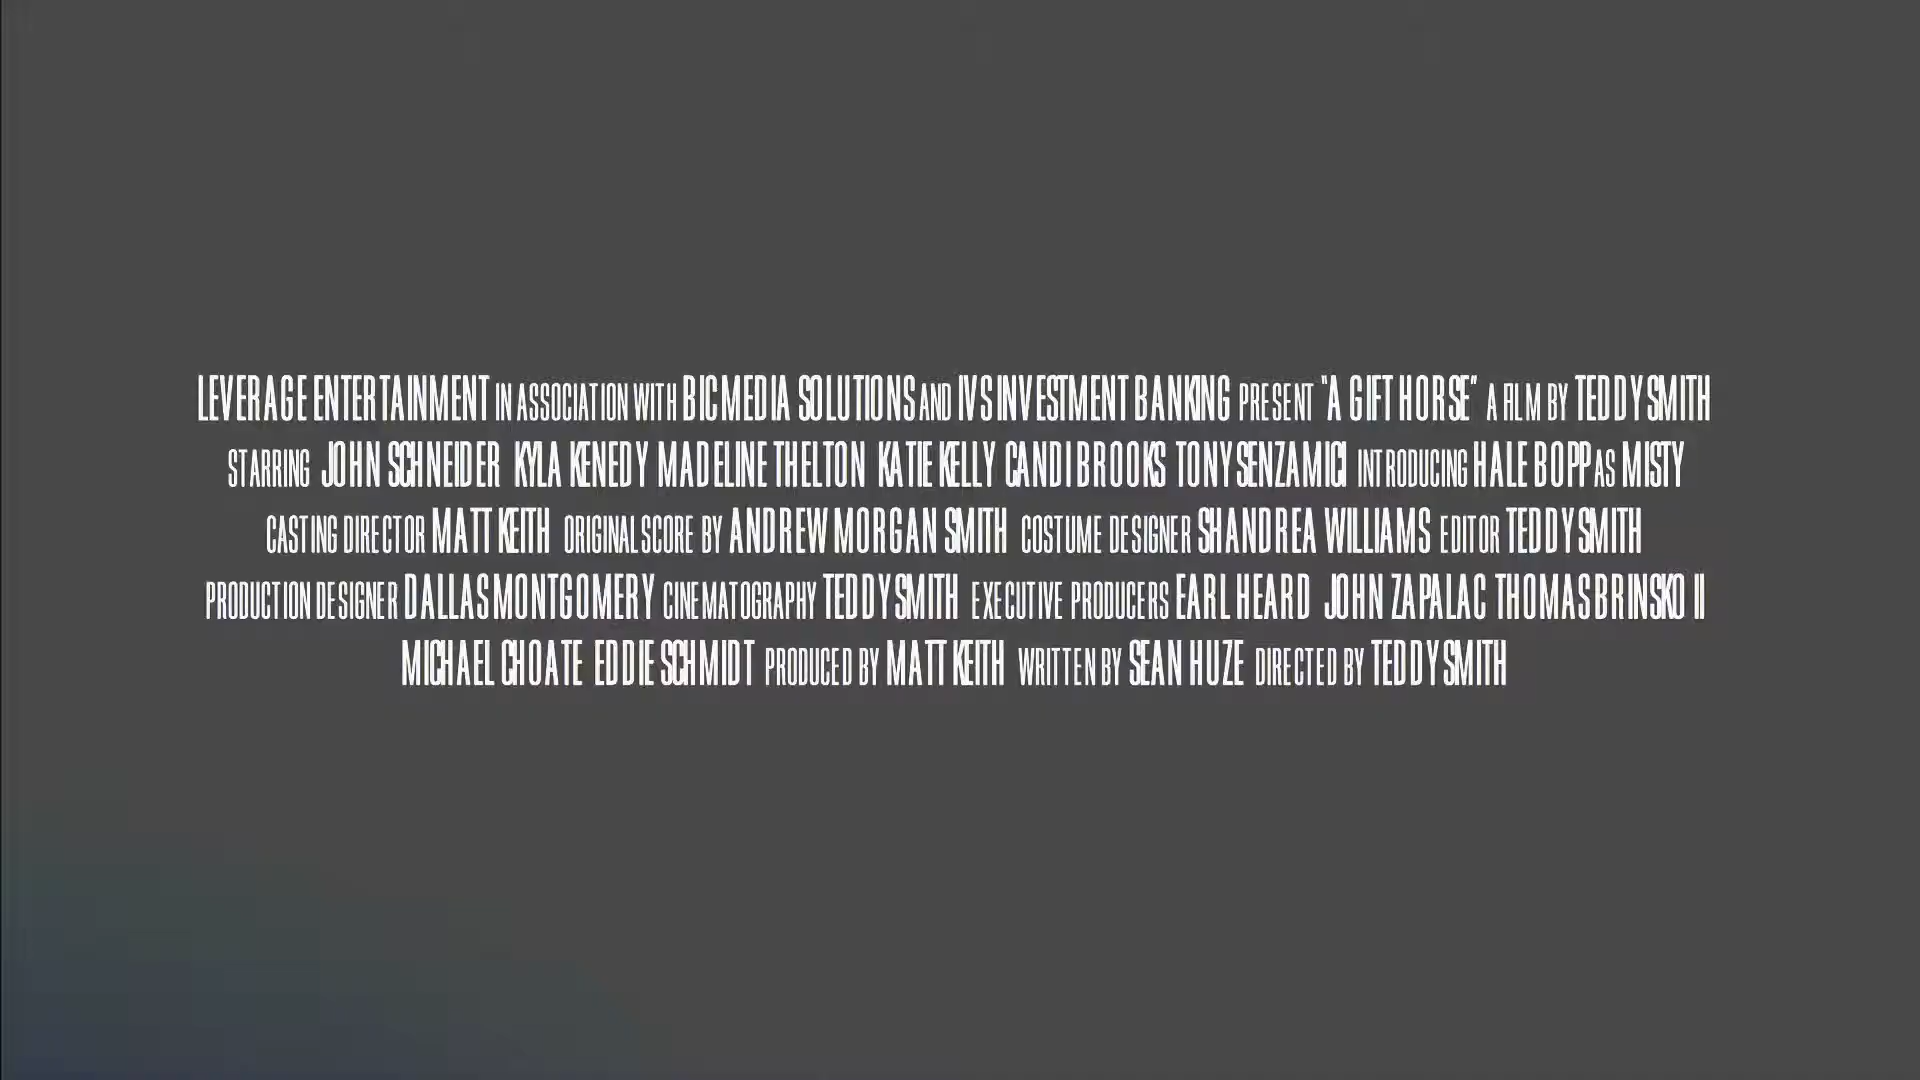 LEVERAGE ENTERTAINMENT IN ASSOCIATION WITH BIC MEDIA SOLUTIONS AND IVS INVESTMENT BANKING PRESENT "A GIFT HORSE" A FILM BY TEDDY SMITH
STARRING JOHN SCHNEIDER KYLA KENEDY MADELINE THELTON KATIE KELLY CANDI BROOKS TONY SENZAMICI INTRODUCING HALE BOPP AS MISTY
CASTING DIRECTOR MATT KEITH ORIGINAL SCORE BY ANDREW MORGAN SMITH COSTUME DESIGNER SHANDREA WILLIAMS EDITOR TEDDY SMITH
PRODUCTION DESIGNER DALLAS MONTGOMERY CINEMATOGRAPHY TEDDY SMITH EXECUTIVE PRODUCERS EARL HEARD JOHN ZAPALAC THOMAS BRINSKO II
MICHAEL CHOATE EDDIE SCHMIDT PRODUCED BY MATT KEITH WRITTEN BY SEAN HUZE DIRECTED BY TEDDY SMITH